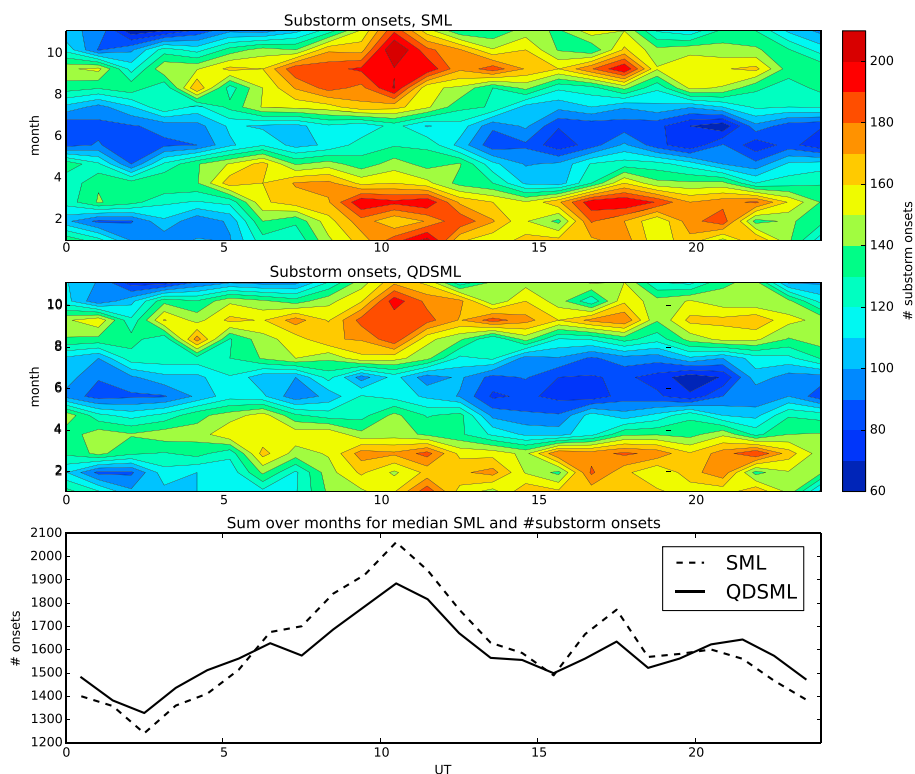 Substorm onsets, SML
10
8
6
4
2
month
0 5 10 15 20
Substorm onsets, QDSML
10
8
6
4
2
month
0 5 10 15 20
200
180
160
140
120
100
80
60
# substorm onsets
Sum over months for median SML and #substorm onsets
2100
2000
1900
1800
1700
1600
1500
1400
1300
1200
# onsets
SML
QDSML
0 5 10 15 20
UT